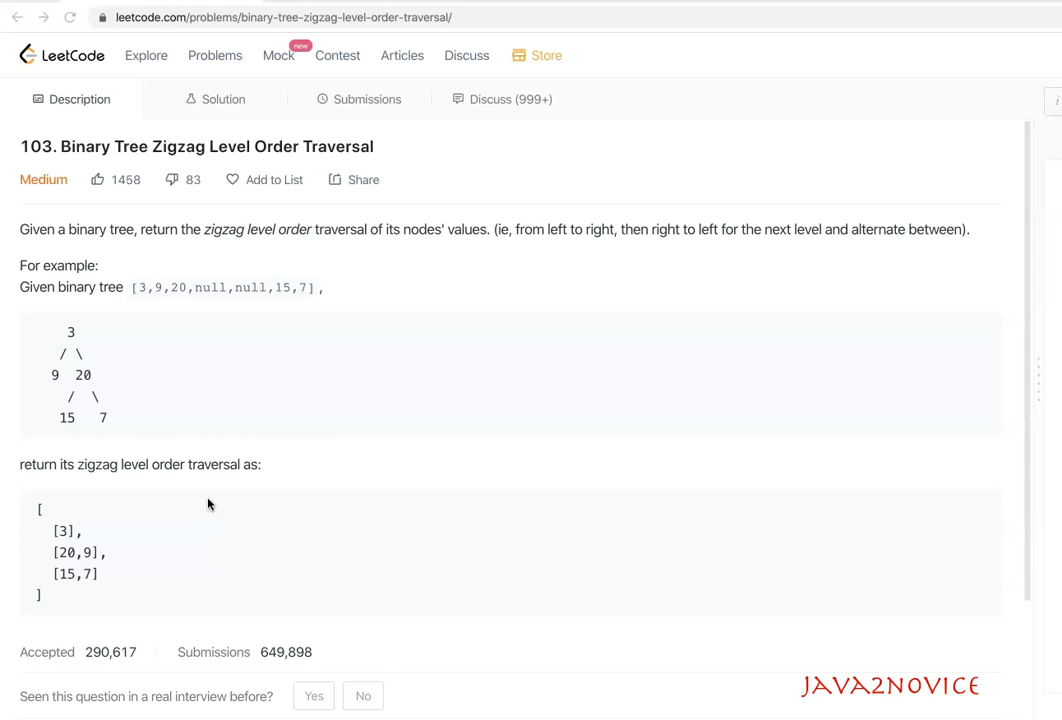 leetcode.com/problems/binary-tree-zigzag-level-order-traversal/
LeetCode Explore Problems Mock new Contest Articles Discuss Store
Description Solution Submissions Discuss (999+)
i
103. Binary Tree Zigzag Level Order Traversal
Medium 1458 83 Add to List Share
Given a binary tree, return the zigzag level order traversal of its nodes' values. (ie, from left to right, then right to left for the next level and alternate between).
For example:
Given binary tree [3,9,20,null,null,15,7],
3
/ \
9 20
/ \
15 7
return its zigzag level order traversal as:
[
[3],
[20,9],
[15,7]
]
Accepted 290,617 Submissions 649,898
Seen this question in a real interview before? Yes No
JAVA2NOVICE